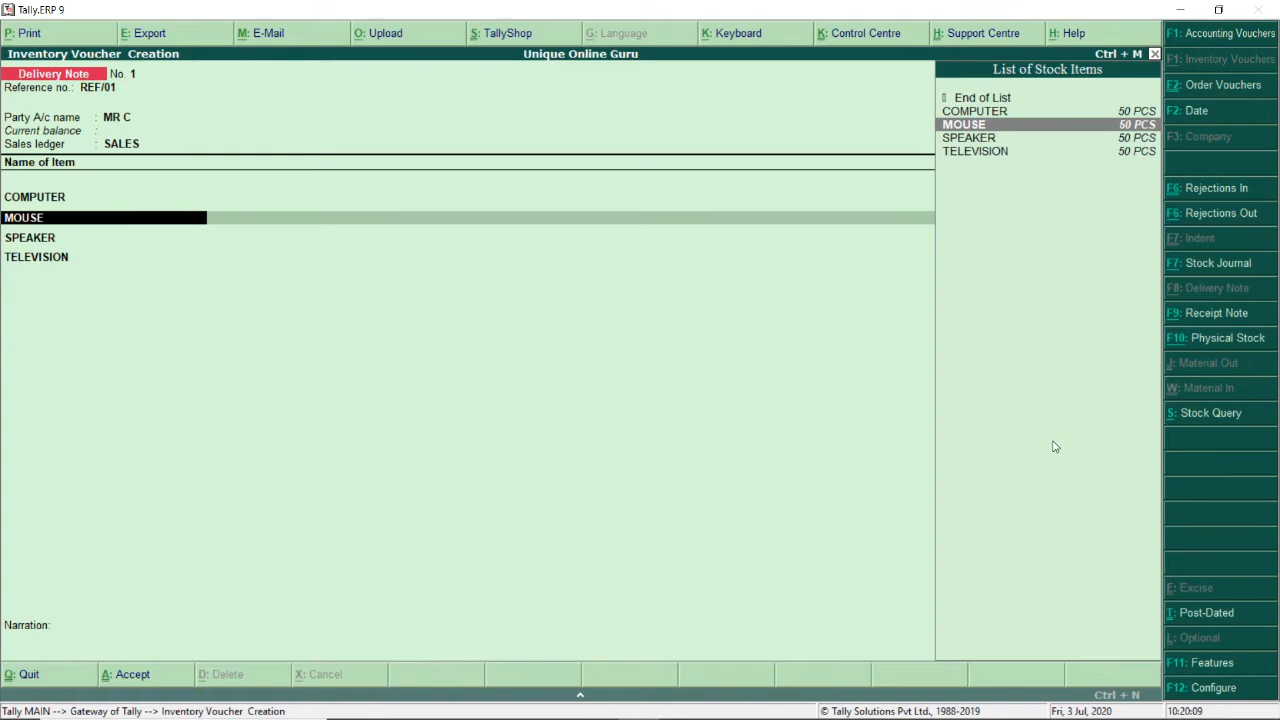 Tally.ERP 9
P: Print E: Export M: E-Mail O: Upload S: TallyShop G: Language K: Keyboard K: Control Centre H: Support Centre H: Help
Inventory Voucher Creation Unique Online Guru Ctrl + M
Delivery Note No. 1
Reference no.: REF/01
Party A/c name : MR C
Current balance :
Sales ledger : SALES
Name of Item
COMPUTER
MOUSE
SPEAKER
TELEVISION
Narration:
List of Stock Items
End of List
COMPUTER 50 PCS
MOUSE 50 PCS
SPEAKER 50 PCS
TELEVISION 50 PCS
F1: Accounting Vouchers
F1: Inventory Vouchers
F2: Order Vouchers
F2: Date
F3: Company
F6: Rejections In
F6: Rejections Out
F7: Indent
F7: Stock Journal
F8: Delivery Note
F9: Receipt Note
F10: Physical Stock
J: Material Out
W: Material In
S: Stock Query
E: Excise
T: Post-Dated
L: Optional
F11: Features
F12: Configure
Q: Quit A: Accept D: Delete X: Cancel
Ctrl + N
Tally MAIN --> Gateway of Tally --> Inventory Voucher Creation © Tally Solutions Pvt Ltd., 1988-2019 Fri, 3 Jul, 2020 10:20:09